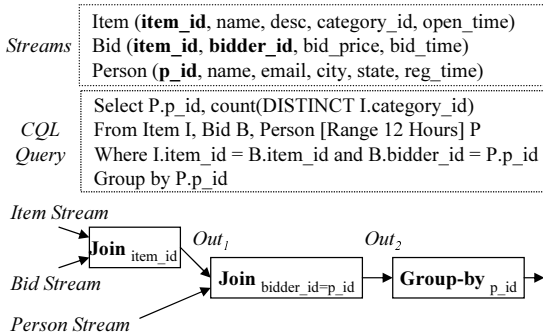 Streams
Item (item_id, name, desc, category_id, open_time)
Bid (item_id, bidder_id, bid_price, bid_time)
Person (p_id, name, email, city, state, reg_time)
CQL Query
Select P.p_id, count(DISTINCT I.category_id)
From Item I, Bid B, Person [Range 12 Hours] P
Where I.item_id = B.item_id and B.bidder_id = P.p_id
Group by P.p_id
Item Stream
Join item_id
Out1
Bid Stream
Join bidder_id=p_id
Out2
Group-by p_id
Person Stream